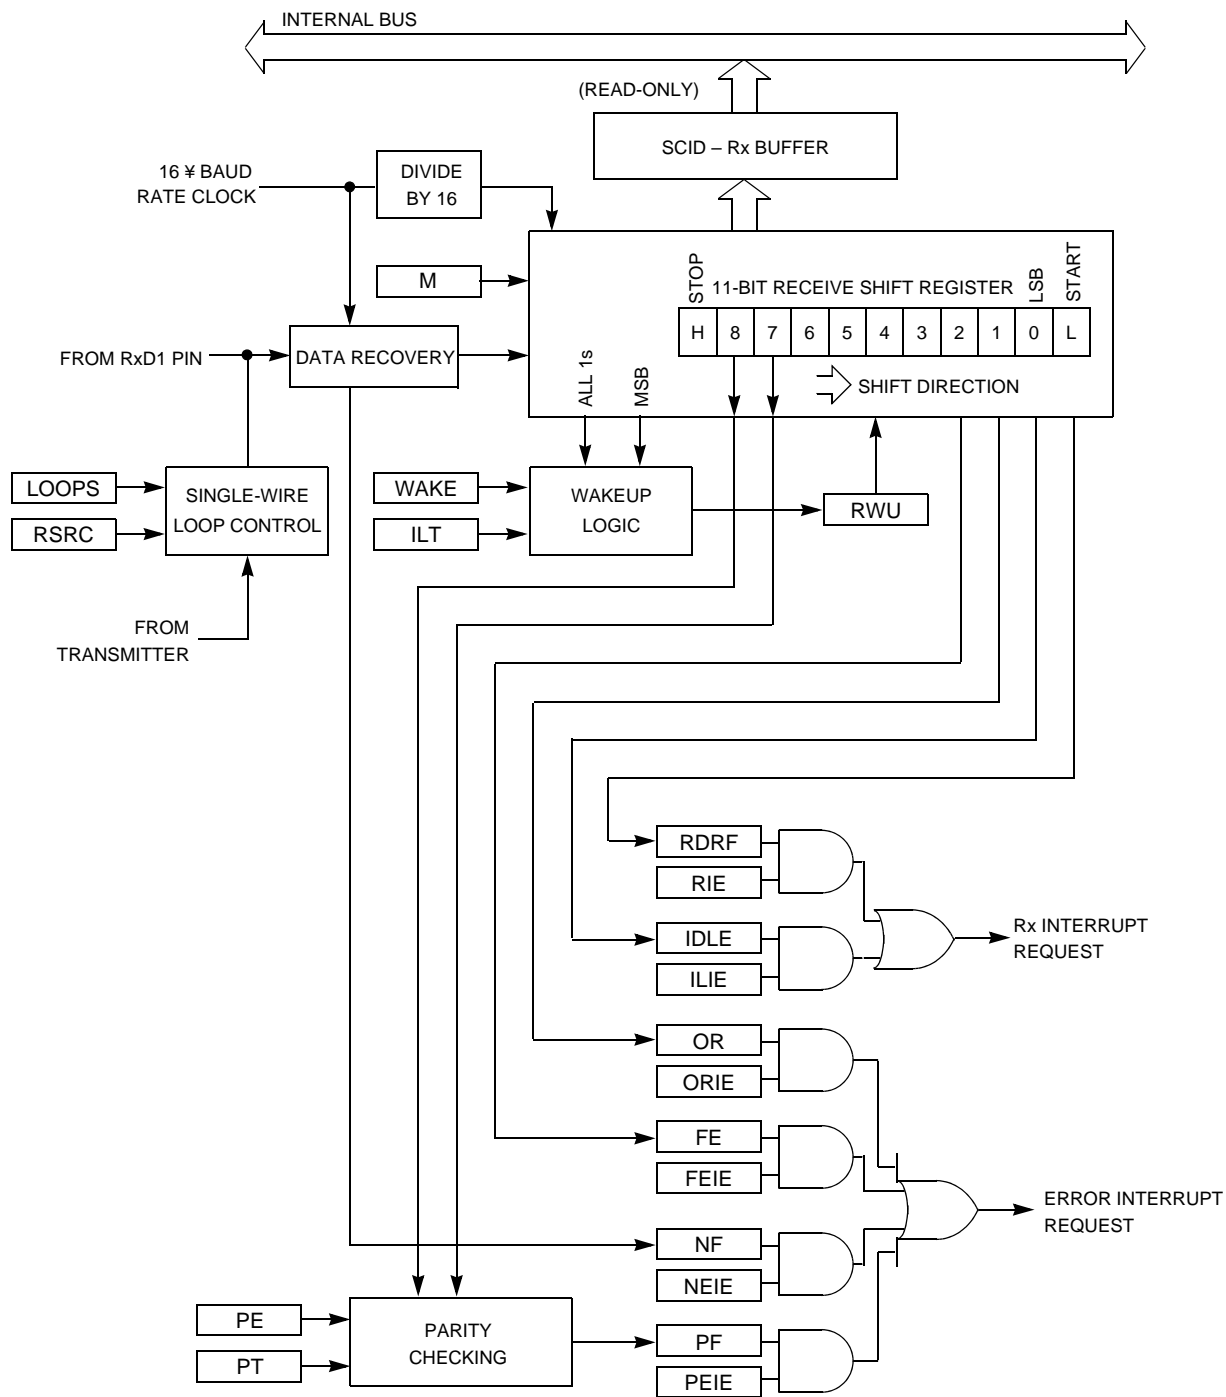 INTERNAL BUS
(READ-ONLY)
SCID – Rx BUFFER
16 ¥ BAUD
RATE CLOCK
DIVIDE
BY 16
M
STOP
11-BIT RECEIVE SHIFT REGISTER
LSB
START
H 8 7 6 5 4 3 2 1 0 L
FROM RxD1 PIN
DATA RECOVERY
ALL 1s
MSB
SHIFT DIRECTION
LOOPS
RSRC
SINGLE-WIRE
LOOP CONTROL
WAKE
ILT
WAKEUP
LOGIC
RWU
FROM
TRANSMITTER
RDRF
RIE
IDLE
ILIE
Rx INTERRUPT
REQUEST
OR
ORIE
FE
FEIE
ERROR INTERRUPT
REQUEST
NF
NEIE
PE
PT
PARITY
CHECKING
PF
PEIE